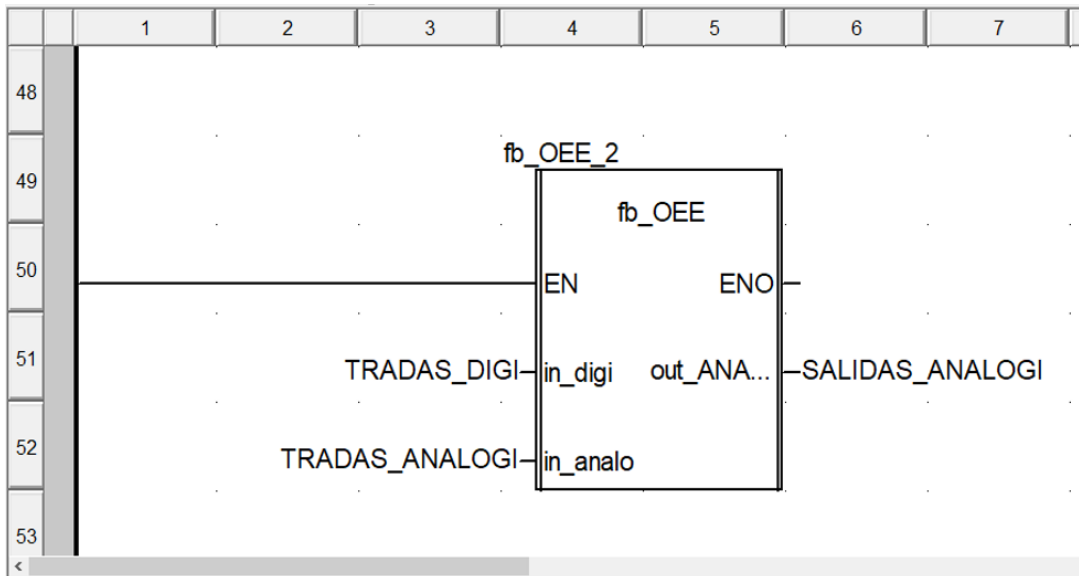 1 2 3 4 5 6 7
48
fb_OEE_2
49
fb_OEE
50
EN ENO
51
TRADAS_DIGI in_digi out_ANA... SALIDAS_ANALOGI
52
TRADAS_ANALOGI in_analo
53